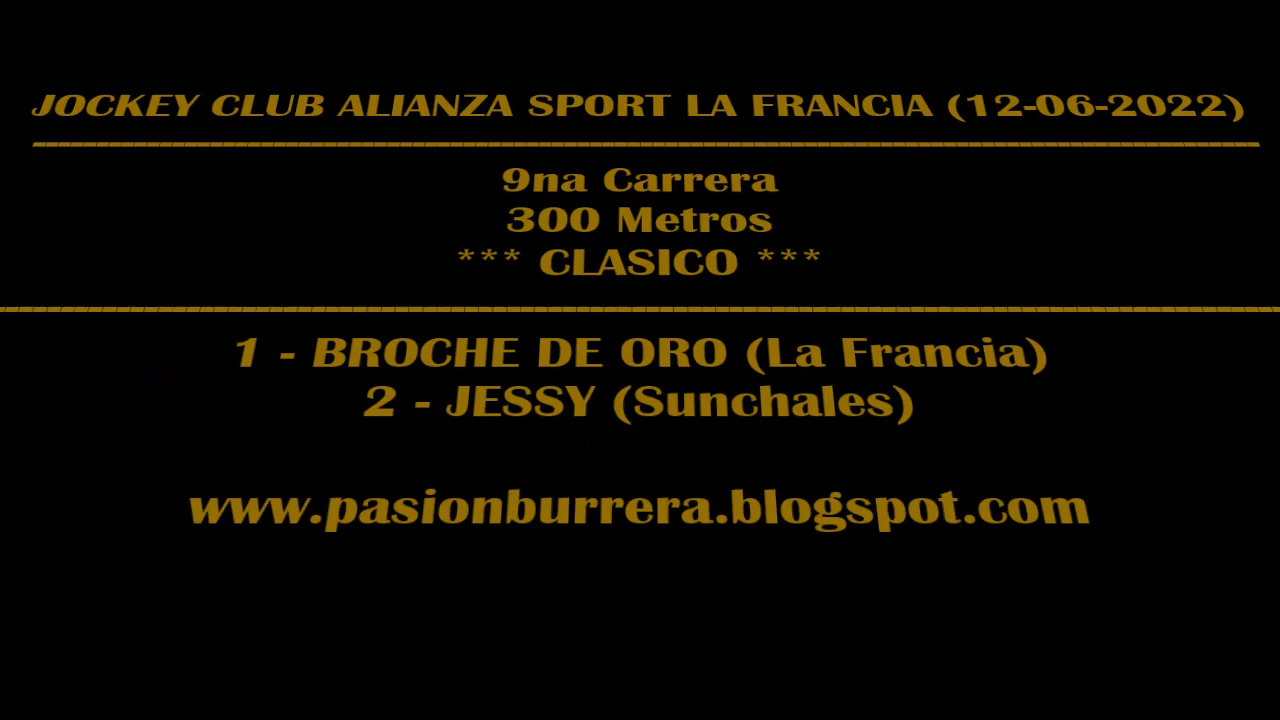 JOCKEY CLUB ALIANZA SPORT LA FRANCIA (12-06-2022)
9na Carrera
300 Metros
*** CLASICO ***
1 - BROCHE DE ORO (La Francia)
2 - JESSY (Sunchales)
www.pasionburrera.blogspot.com